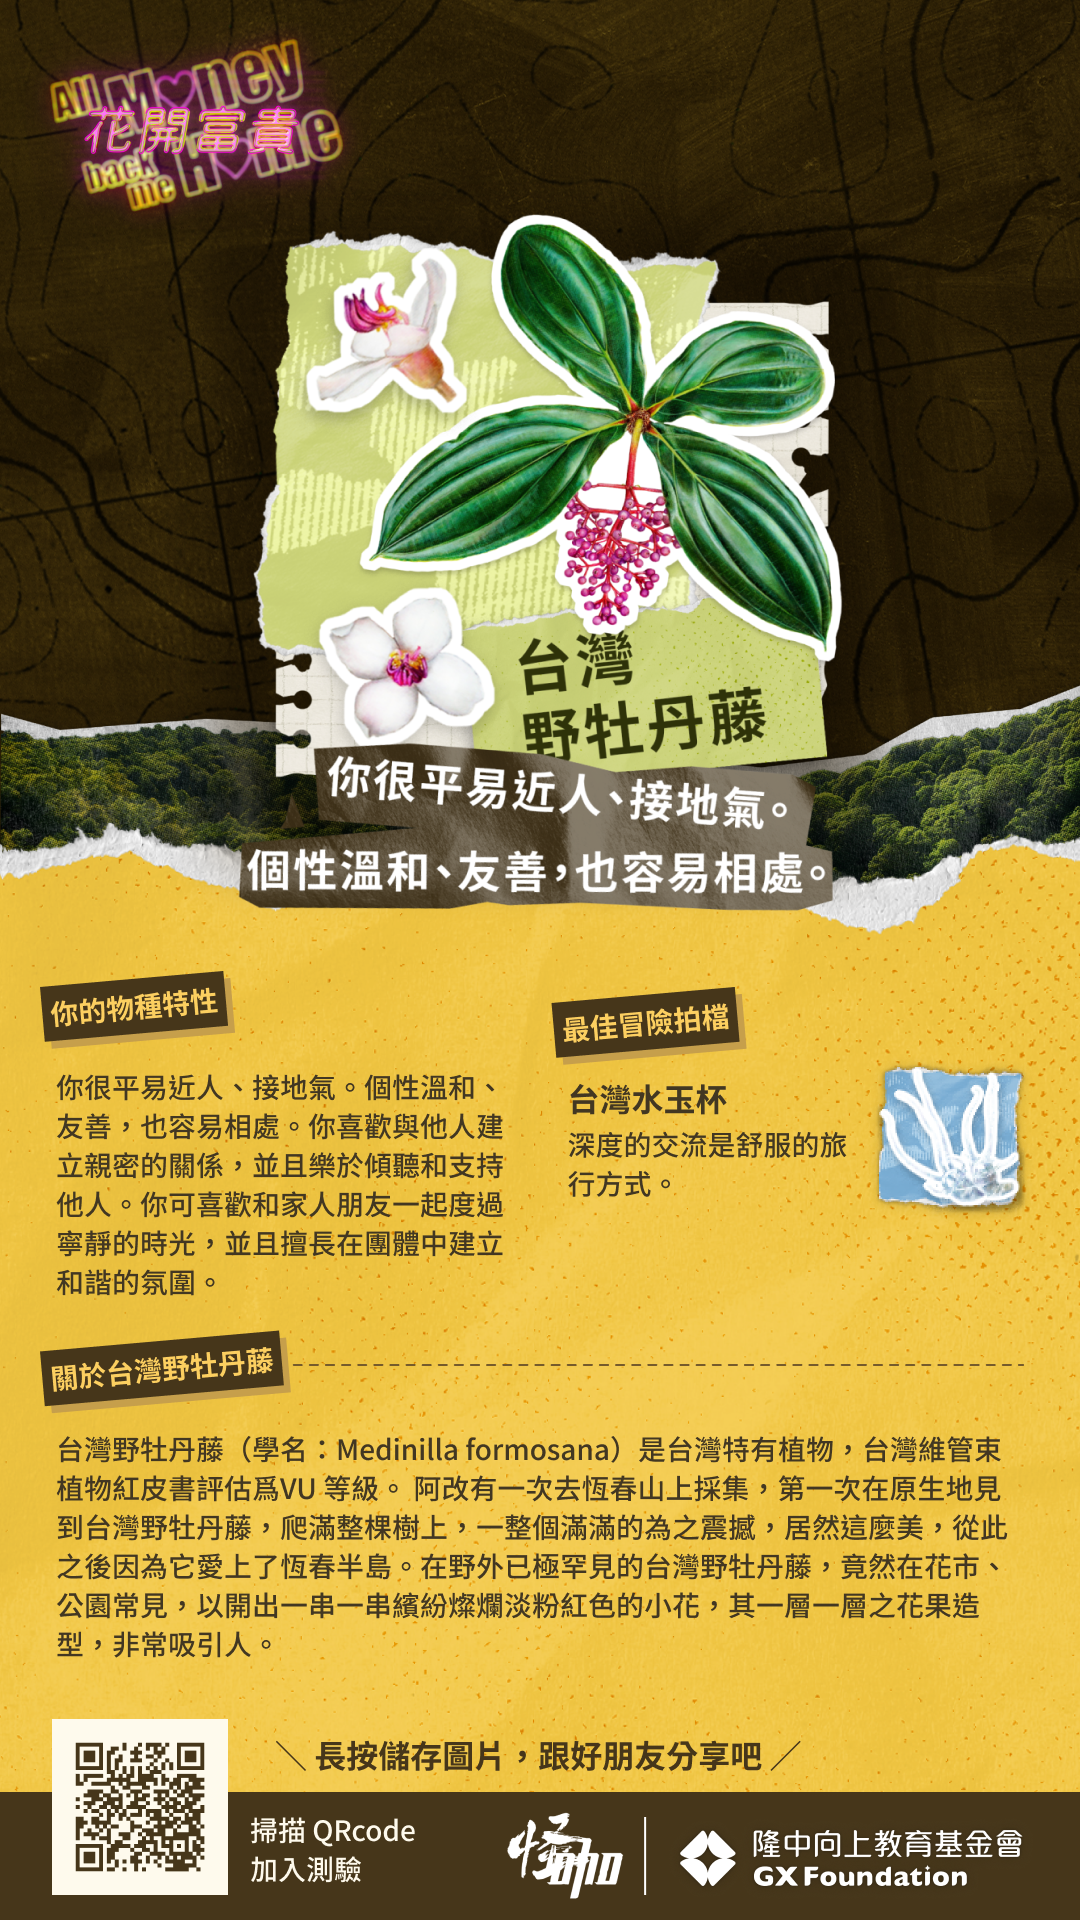 All Money
花開富貴
back me Home
台灣
野牡丹藤
你很平易近人、接地氣。
個性溫和、友善，也容易相處。
你的物種特性
你很平易近人、接地氣。個性溫和、
友善，也容易相處。你喜歡與他人建
立親密的關係，並且樂於傾聽和支持
他人。你可喜歡和家人朋友一起度過
寧靜的時光，並且擅長在團體中建立
和諧的氛圍。
最佳冒險拍檔
台灣水玉杯
深度的交流是舒服的旅
行方式。
關於台灣野牡丹藤
台灣野牡丹藤（學名：Medinilla formosana）是台灣特有植物，台灣維管束
植物紅皮書評估爲VU 等級。 阿改有一次去恆春山上採集，第一次在原生地見
到台灣野牡丹藤，爬滿整棵樹上，一整個滿滿的為之震撼，居然這麼美，從此
之後因為它愛上了恆春半島。在野外已極罕見的台灣野牡丹藤，竟然在花市、
公園常見，以開出一串一串繽紛燦爛淡粉紅色的小花，其一層一層之花果造
型，非常吸引人。
＼ 長按儲存圖片，跟好朋友分享吧 ／
掃描 QRcode
加入測驗
隆中向上教育基金會
GX Foundation